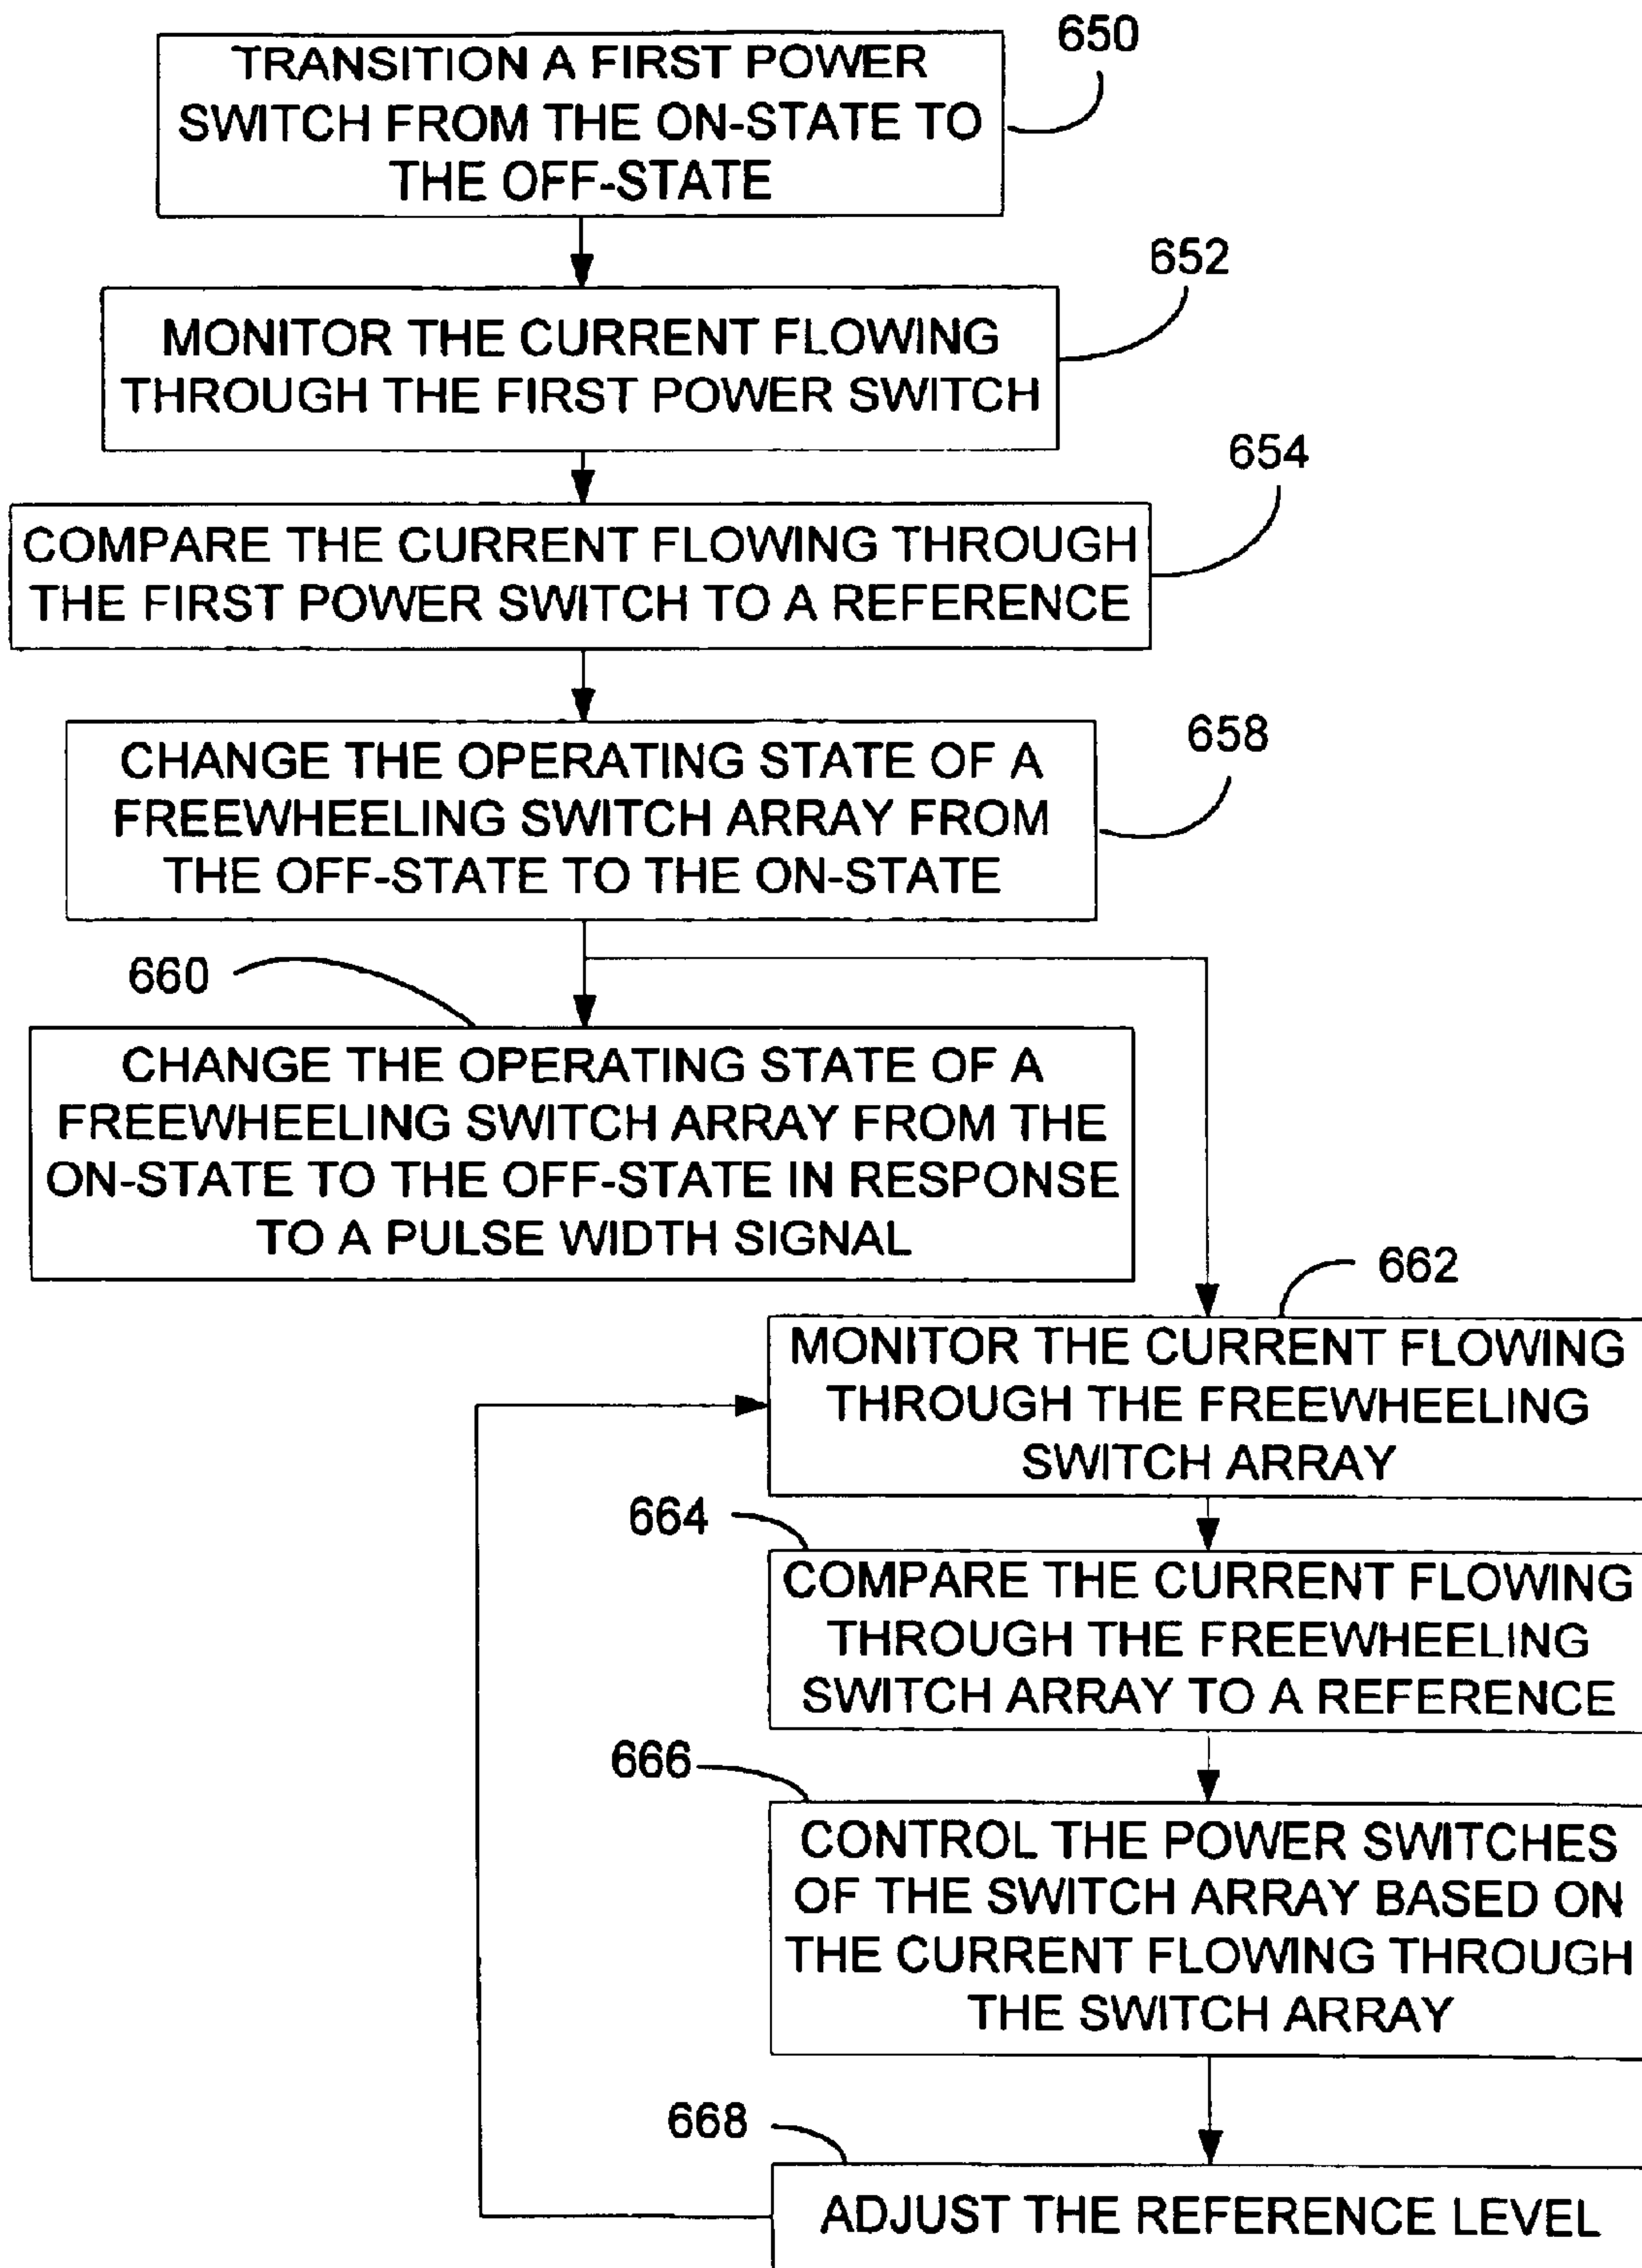 650
TRANSITION A FIRST POWER
SWITCH FROM THE ON-STATE TO
THE OFF-STATE
652
MONITOR THE CURRENT FLOWING
THROUGH THE FIRST POWER SWITCH
654
COMPARE THE CURRENT FLOWING THROUGH
THE FIRST POWER SWITCH TO A REFERENCE
658
CHANGE THE OPERATING STATE OF A
FREEWHEELING SWITCH ARRAY FROM
THE OFF-STATE TO THE ON-STATE
660
CHANGE THE OPERATING STATE OF A
FREEWHEELING SWITCH ARRAY FROM THE
ON-STATE TO THE OFF-STATE IN RESPONSE
TO A PULSE WIDTH SIGNAL
662
MONITOR THE CURRENT FLOWING
THROUGH THE FREEWHEELING
SWITCH ARRAY
664
COMPARE THE CURRENT FLOWING
THROUGH THE FREEWHEELING
SWITCH ARRAY TO A REFERENCE
666
CONTROL THE POWER SWITCHES
OF THE SWITCH ARRAY BASED ON
THE CURRENT FLOWING THROUGH
THE SWITCH ARRAY
668
ADJUST THE REFERENCE LEVEL